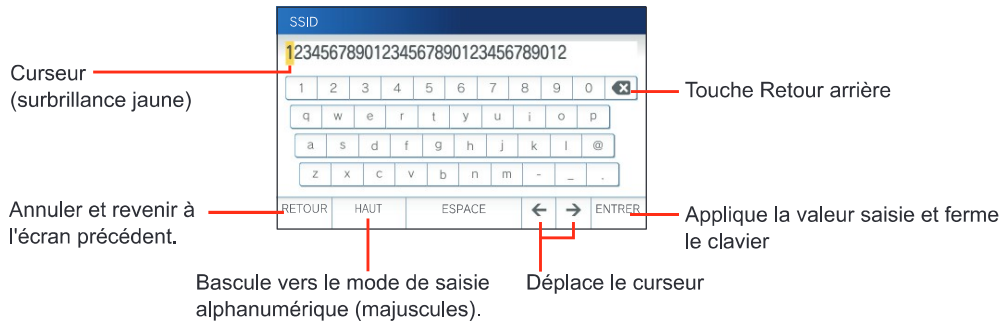 SSID
12345678901234567890123456789012
Curseur
(surbrillance jaune)
1 2 3 4 5 6 7 8 9 0
Touche Retour arrière
q w e r t y u i o p
a s d f g h j k l @
z x c v b n m - _ .
RETOUR HAUT ESPACE ← → ENTRER
Annuler et revenir à
l'écran précédent.
Applique la valeur saisie et ferme
le clavier
Bascule vers le mode de saisie
alphanumérique (majuscules).
Déplace le curseur